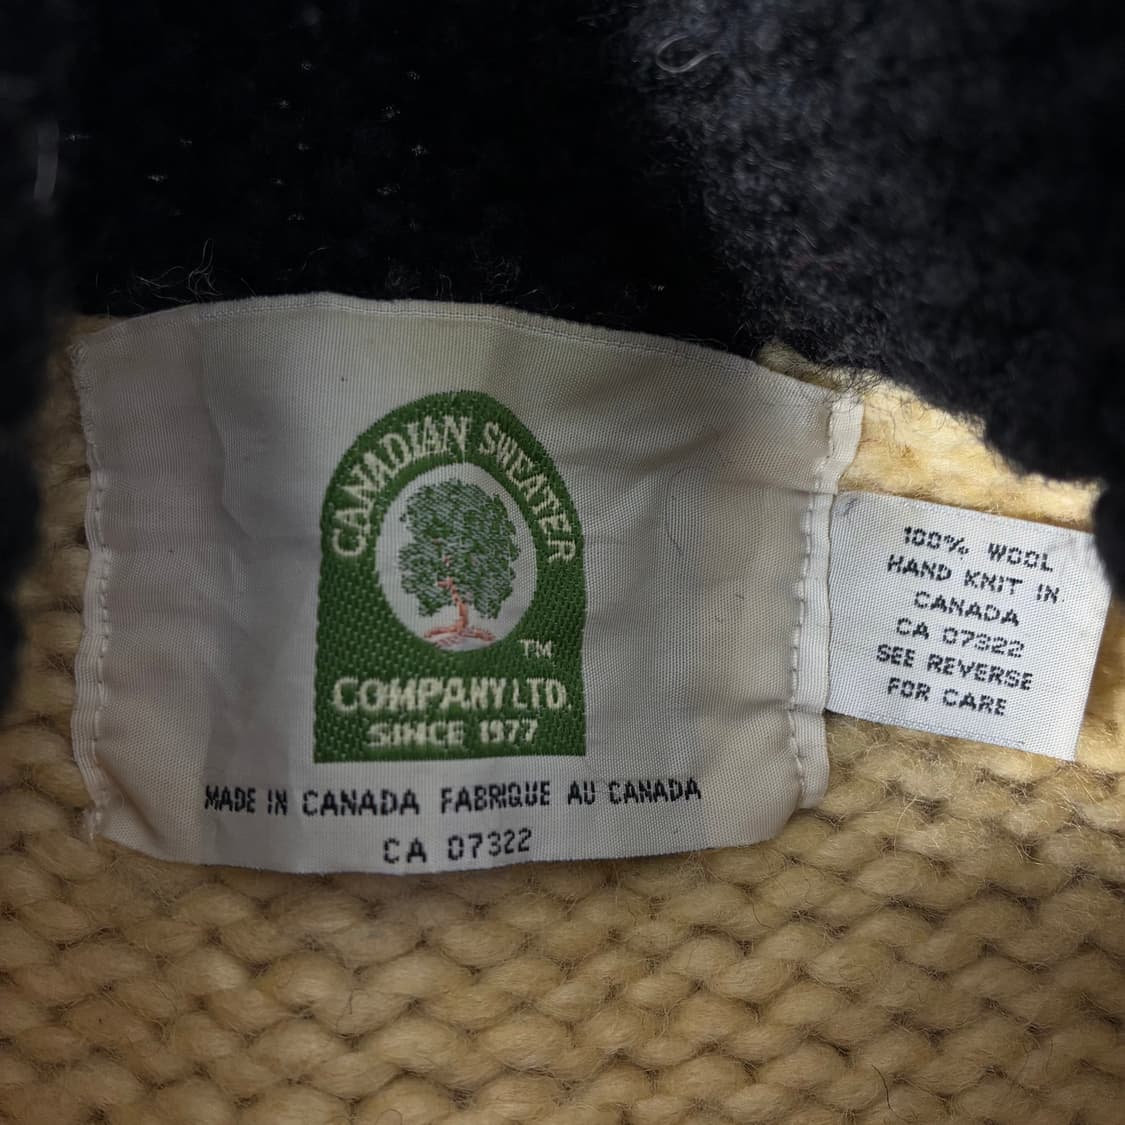 CANADIAN SWEATER
TM
COMPANY LTD.
SINCE 1977
MADE IN CANADA FABRIQUE AU CANADA
CA 07322
100% WOOL
HAND KNIT IN
CANADA
CA 07322
SEE REVERSE
FOR CARE